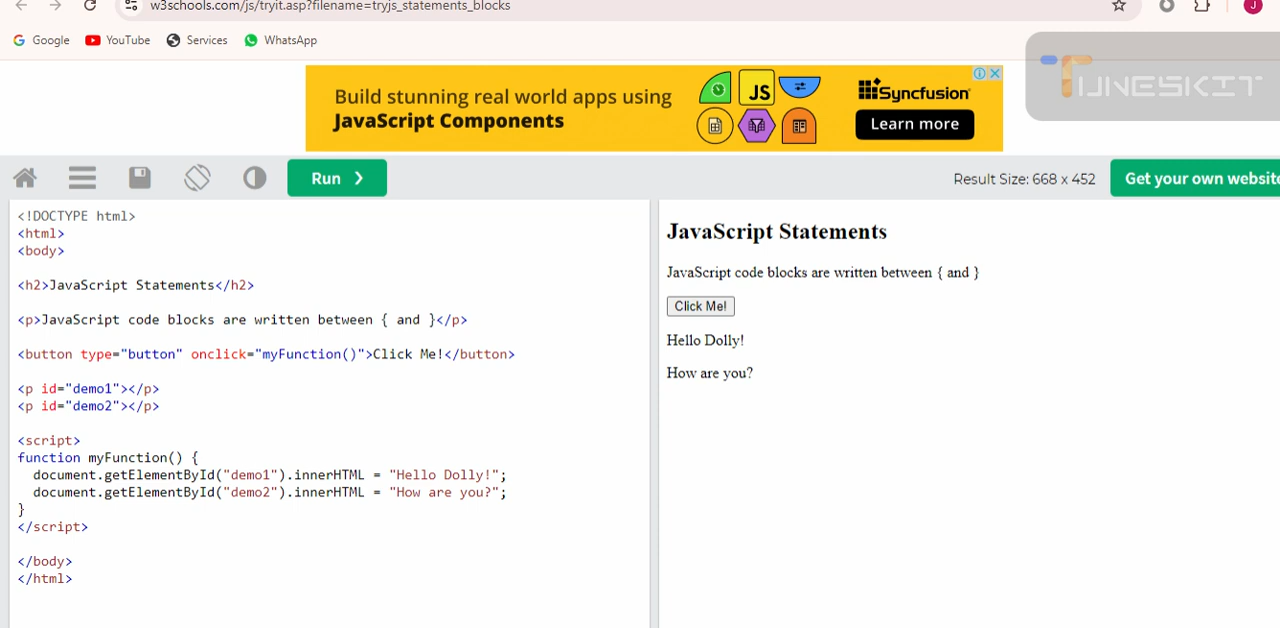 w3schools.com/js/tryit.asp?filename=tryjs_statements_blocks
J
Google YouTube Services WhatsApp
TUNESKIT
Build stunning real world apps using
JavaScript Components
JS
Syncfusion
Learn more
Run ❯
Result Size: 668 x 452
Get your own website
<!DOCTYPE html>
<html>
<body>
<h2>JavaScript Statements</h2>
<p>JavaScript code blocks are written between { and }</p>
<button type="button" onclick="myFunction()">Click Me!</button>
<p id="demo1"></p>
<p id="demo2"></p>
<script>
function myFunction() {
  document.getElementById("demo1").innerHTML = "Hello Dolly!";
  document.getElementById("demo2").innerHTML = "How are you?";
}
</script>
</body>
</html>
JavaScript Statements
JavaScript code blocks are written between { and }
Click Me!
Hello Dolly!
How are you?